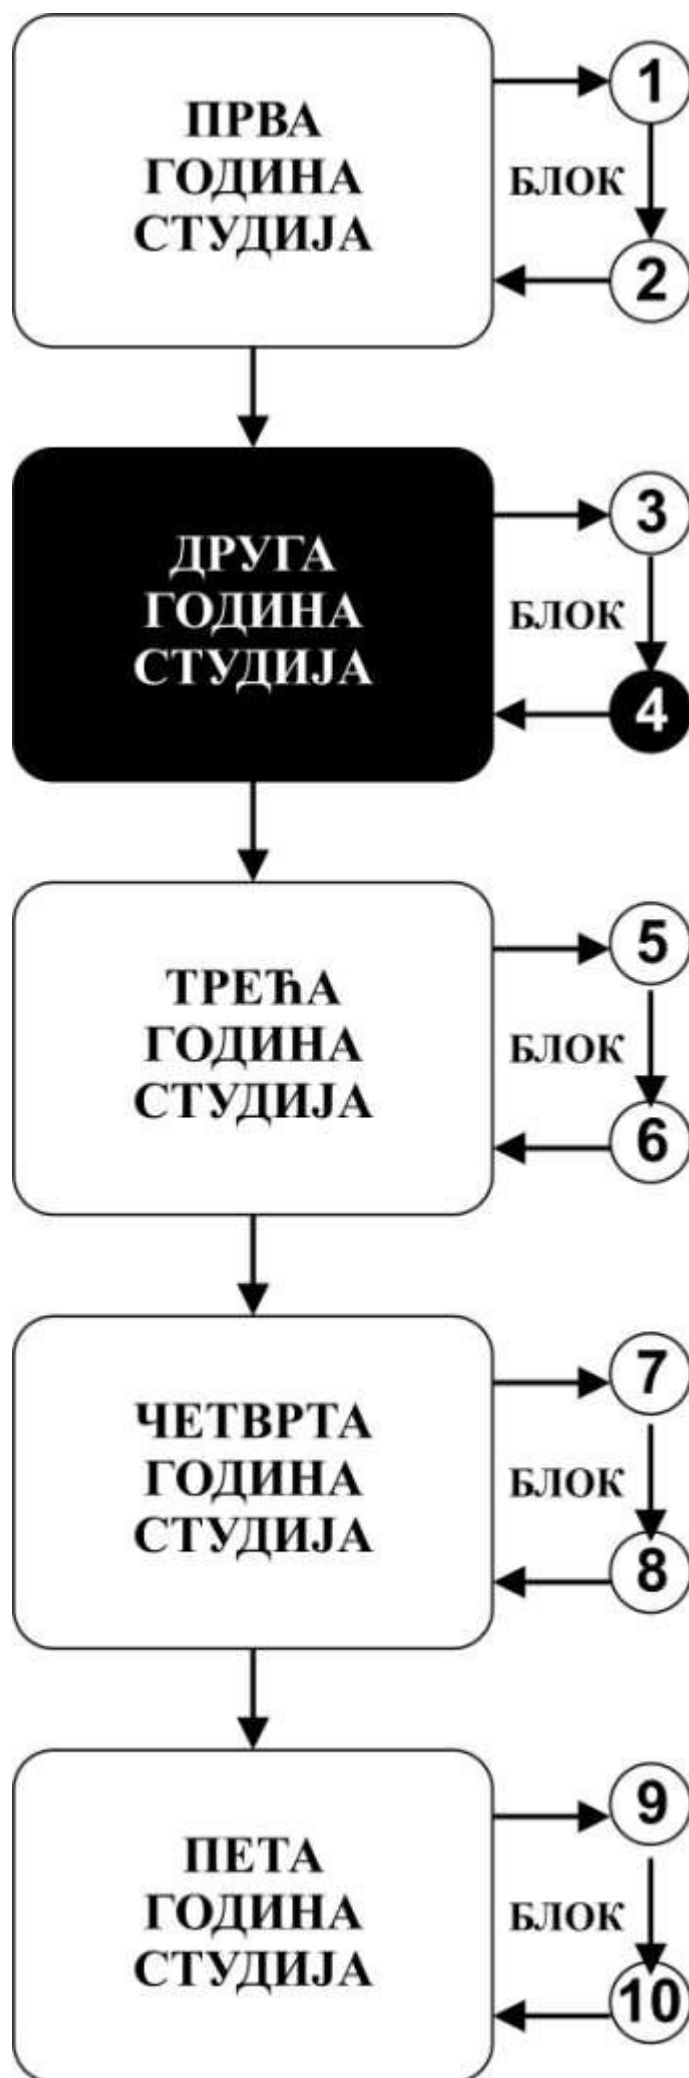 ПРВА
ГОДИНА
СТУДИЈА
1
БЛОК
2
ДРУГА
ГОДИНА
СТУДИЈА
3
БЛОК
4
ТРЕЋА
ГОДИНА
СТУДИЈА
5
БЛОК
6
ЧЕТВРТА
ГОДИНА
СТУДИЈА
7
БЛОК
8
ПЕТА
ГОДИНА
СТУДИЈА
9
БЛОК
10